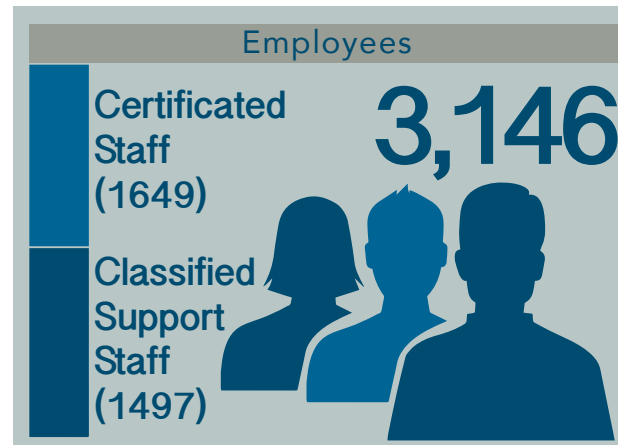 Employees
Certificated
Staff
(1649)
3,146
Classified
Support
Staff
(1497)